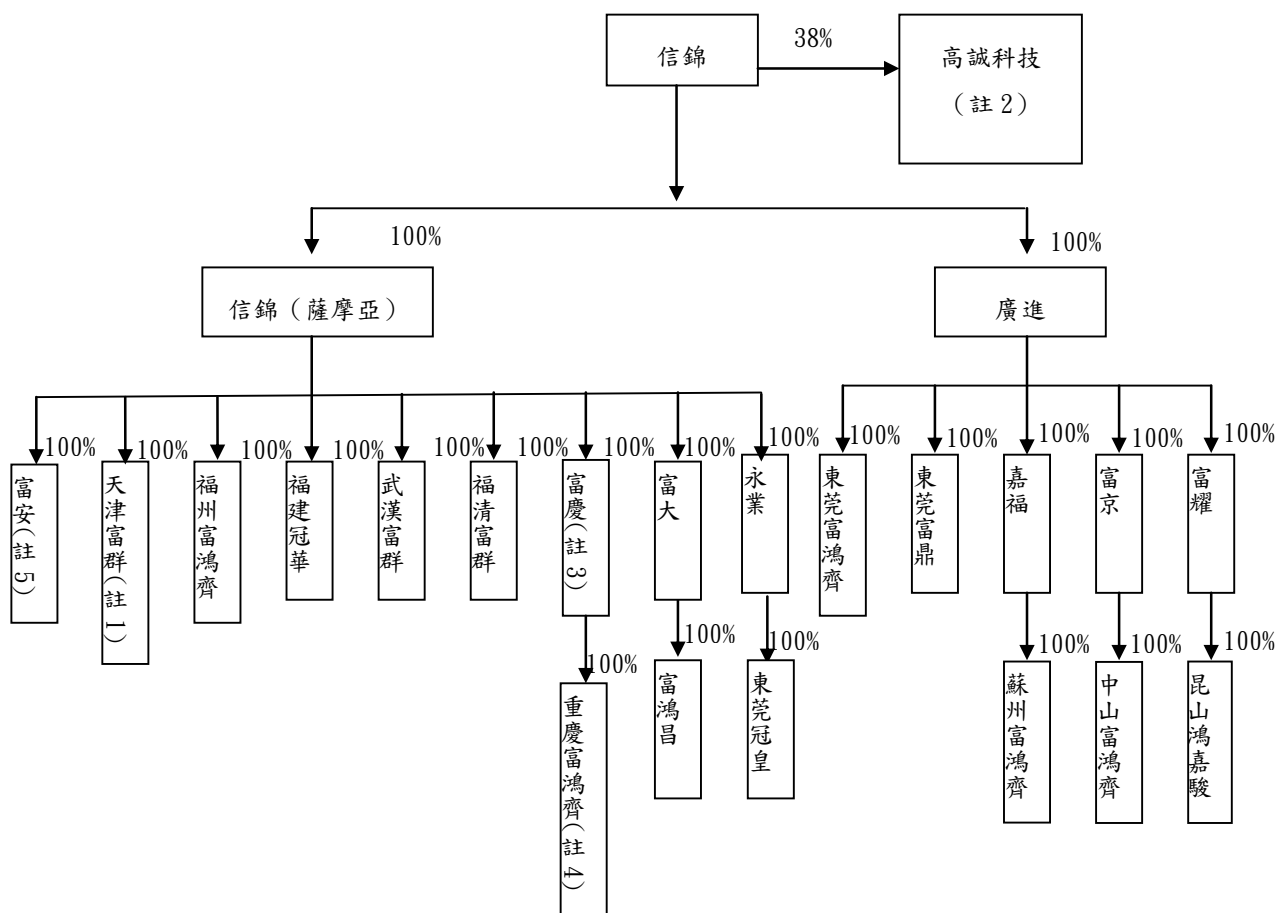 信錦
38%
高誠科技
(註 2)
100%
100%
信錦(薩摩亞)
廣進
100%
100%
100%
100%
100%
100%
100%
100%
100%
100%
100%
100%
100%
100%
富安(註 5)
天津富群(註 1)
福州富鴻齊
福建冠華
武漢富群
福清富群
富慶(註 3)
富大
永業
東莞富鴻齊
東莞富鼎
嘉福
富京
富耀
100%
100%
100%
100%
100%
100%
重慶富鴻齊(註 4)
富鴻昌
東莞冠皇
蘇州富鴻齊
中山富鴻齊
昆山鴻嘉駿